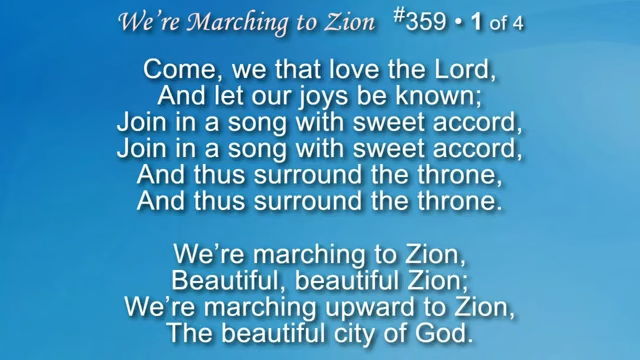 We're Marching to Zion #359 • 1 of 4
Come, we that love the Lord,
And let our joys be known;
Join in a song with sweet accord,
Join in a song with sweet accord,
And thus surround the throne,
And thus surround the throne.
We're marching to Zion,
Beautiful, beautiful Zion;
We're marching upward to Zion,
The beautiful city of God.